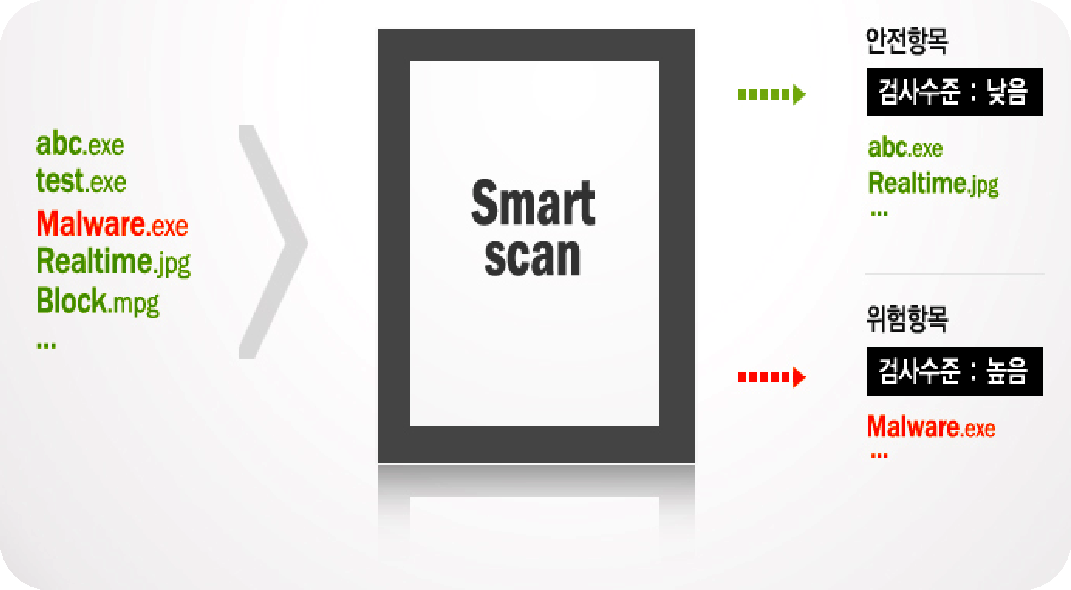 abc.exe
test.exe
Malware.exe
Realtime.jpg
Block.mpg
...
Smart
scan
안전항목
검사수준 : 낮음
abc.exe
Realtime.jpg
...
위험항목
검사수준 : 높음
Malware.exe
...